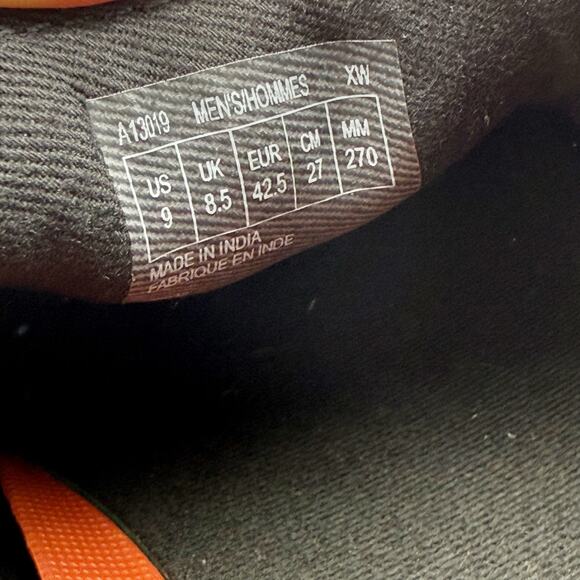 A13019 MEN'S/HOMMES XW
US UK EUR CM MM
9 8.5 42.5 27 270
MADE IN INDIA
FABRIQUE EN INDE